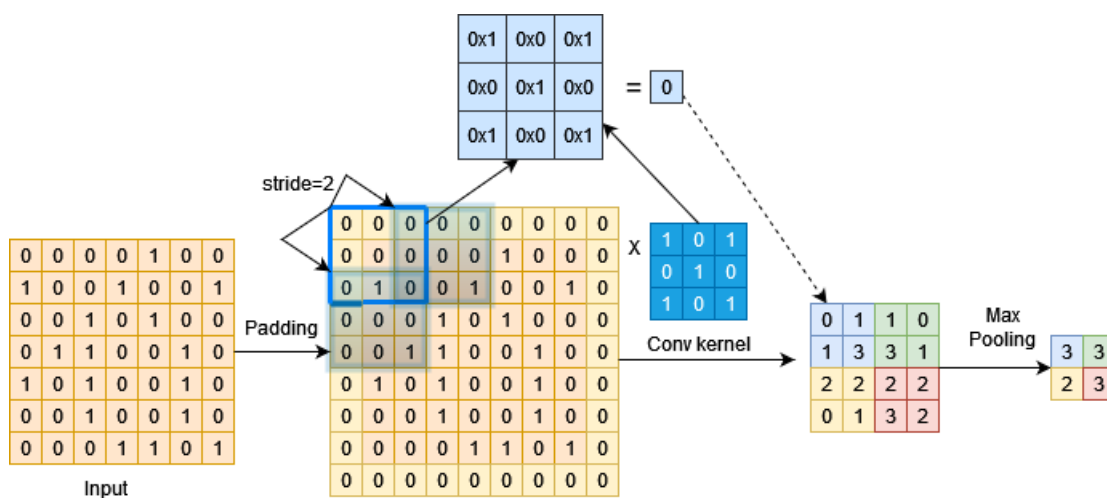 0x1 0x0 0x1
0x0 0x1 0x0
0x1 0x0 0x1
= 0
stride=2
0 0 0 0 1 0 0
1 0 0 1 0 0 1
0 0 1 0 1 0 0
0 1 1 0 0 1 0
1 0 1 0 0 1 0
0 0 1 0 0 1 0
0 0 0 1 1 0 1
Input
Padding
0 0 0 0 0 0 0 0 0
0 0 0 0 0 1 0 0 0
0 1 0 0 1 0 0 1 0
0 0 0 1 0 1 0 0 0
0 0 1 1 0 0 1 0 0
0 1 0 1 0 0 1 0 0
0 0 0 1 0 0 1 0 0
0 0 0 0 1 1 0 1 0
0 0 0 0 0 0 0 0 0
X
1 0 1
0 1 0
1 0 1
Conv kernel
0 1 1 0
1 3 3 1
2 2 2 2
0 1 3 2
Max
Pooling
3 3
2 3